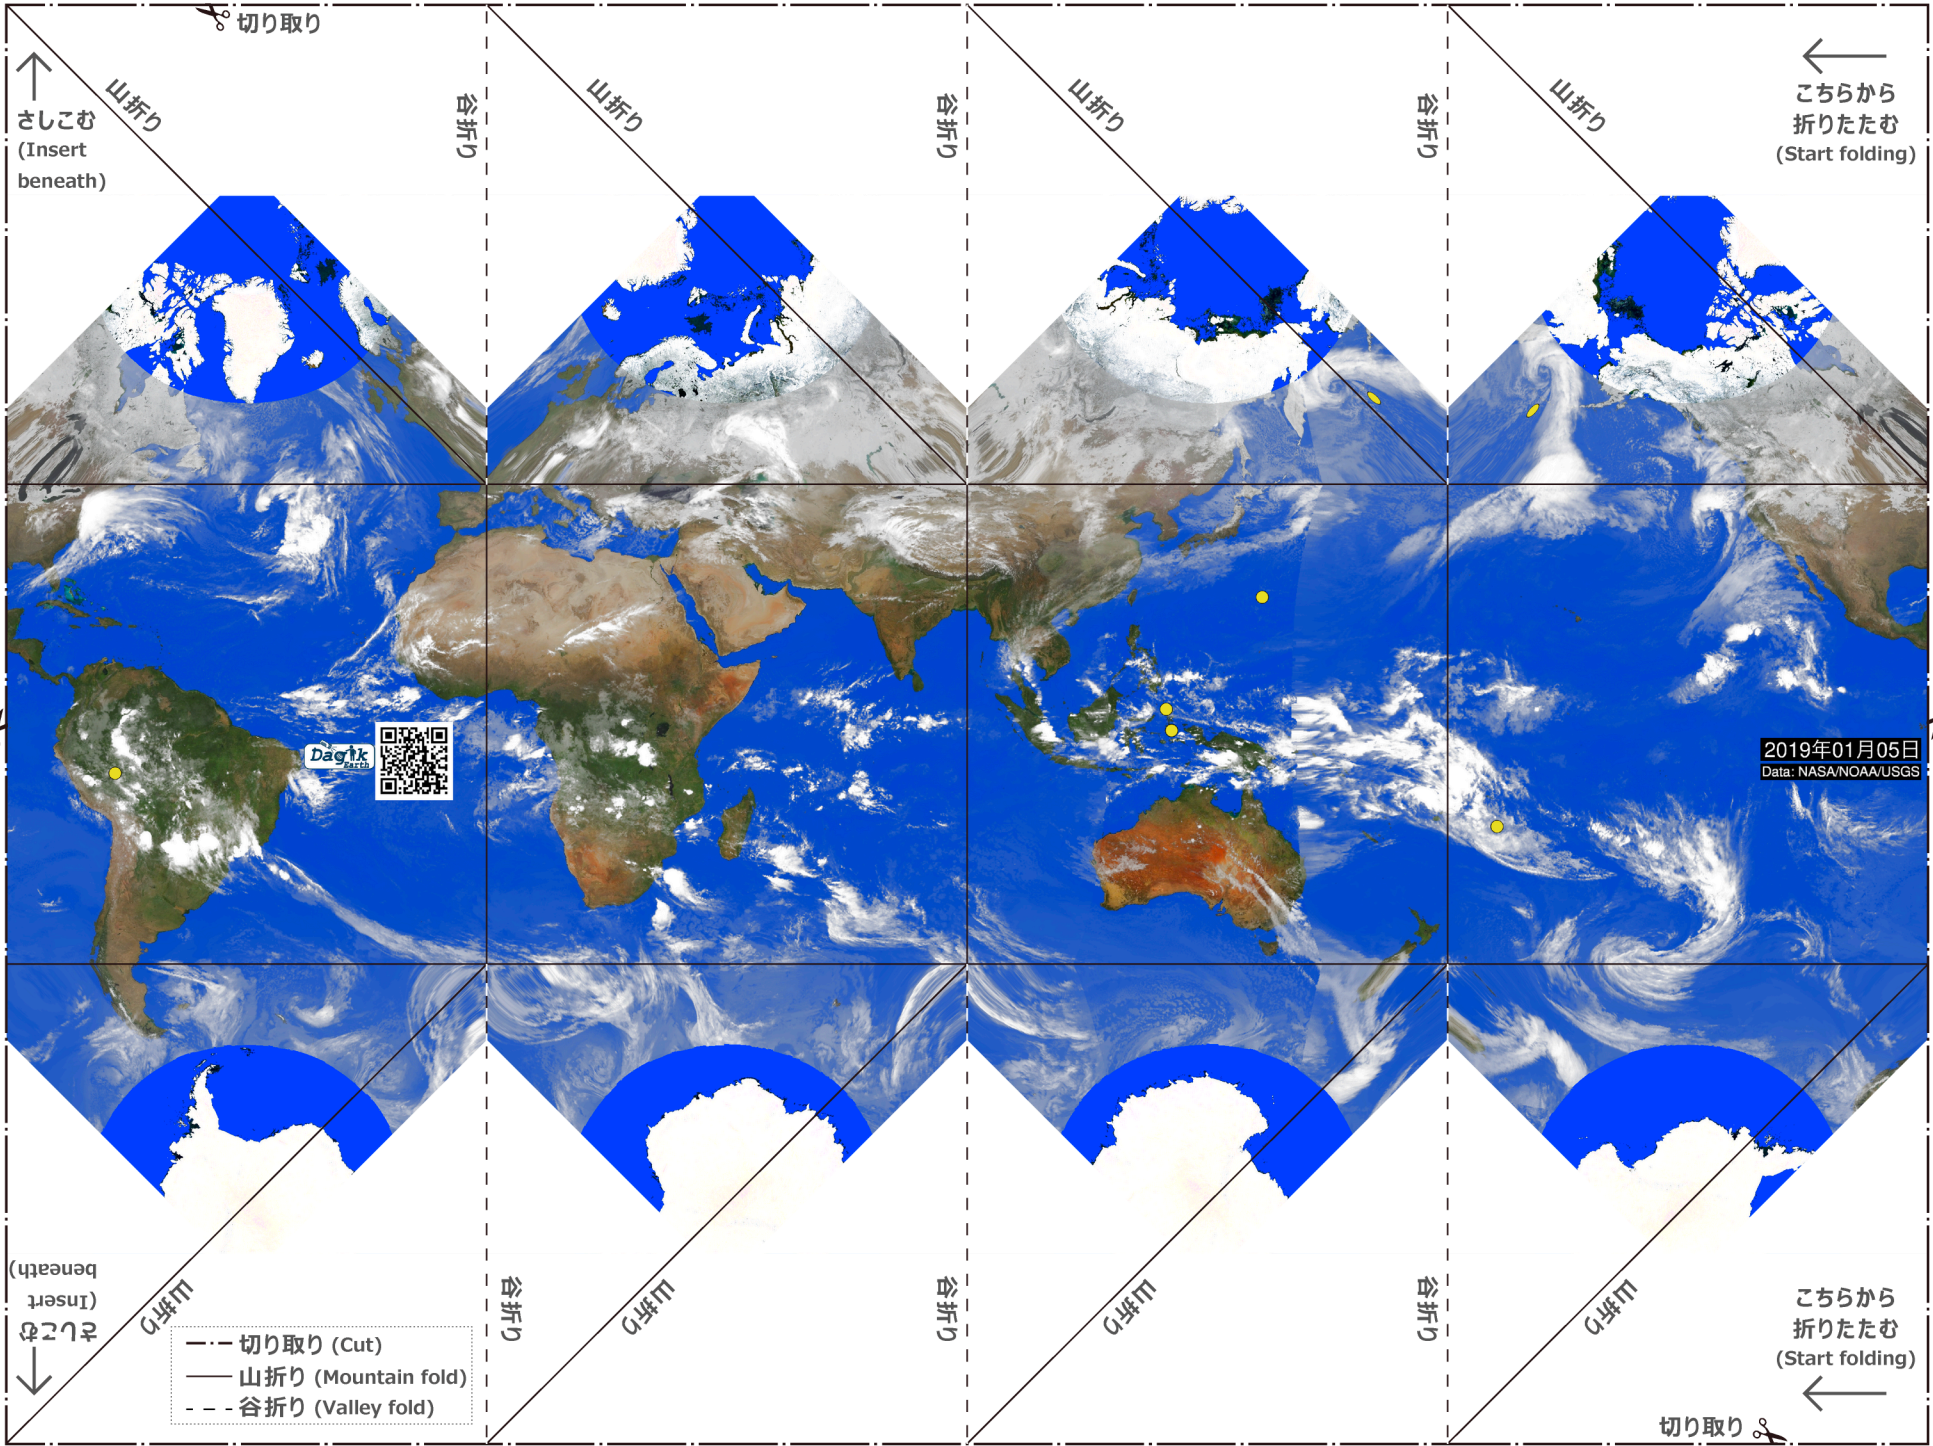 切り取り
さしこむ
(Insert
beneath)
山折り
谷折り
山折り
谷折り
山折り
谷折り
山折り
こちらから
折りたたむ
(Start folding)
Dagik
Earth
2019年01月05日
Data: NASA/NOAA/USGS
さしこむ
(Insert
beneath)
山折り
谷折り
山折り
谷折り
山折り
谷折り
山折り
こちらから
折りたたむ
(Start folding)
切り取り (Cut)
山折り (Mountain fold)
谷折り (Valley fold)
切り取り